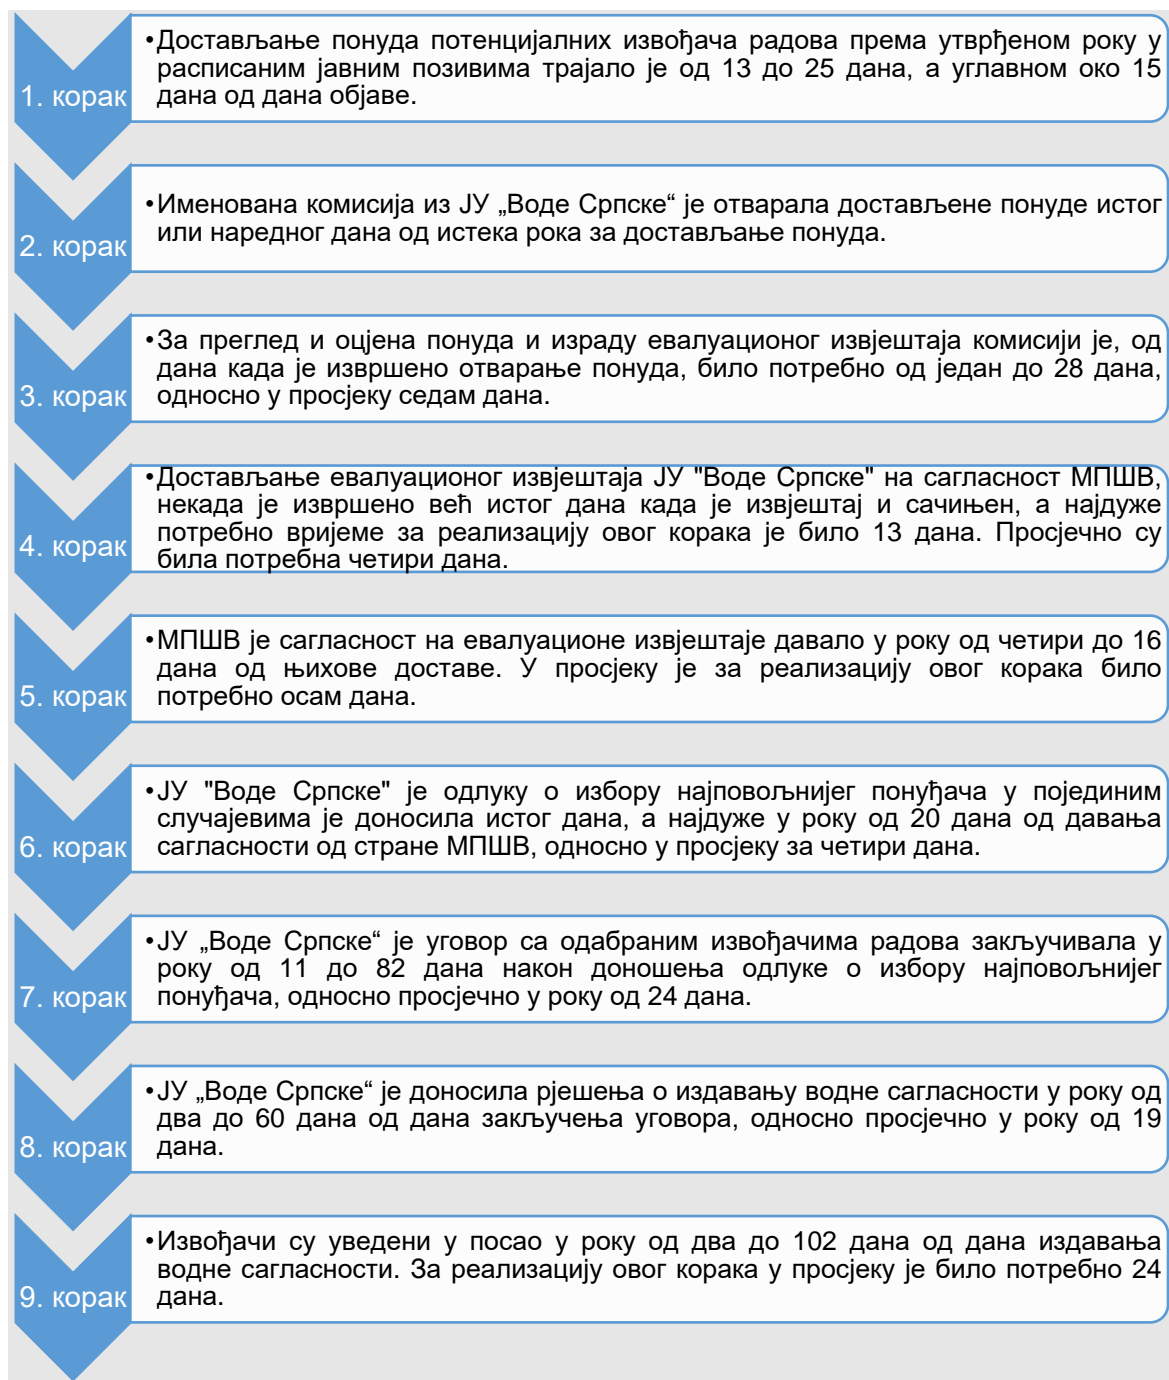 1. корак
•Достављање понуда потенцијалних извођача радова према утврђеном року у
расписаним јавним позивима трајало је од 13 до 25 дана, а углавном око 15
дана од дана објаве.
2. корак
•Именована комисија из ЈУ „Воде Српске“ је отварала достављене понуде истог
или наредног дана од истека рока за достављање понуда.
3. корак
•За преглед и оцјена понуда и израду евалуационог извјештаја комисији је, од
дана када је извршено отварање понуда, било потребно од један до 28 дана,
односно у просјеку седам дана.
4. корак
•Достављање евалуационог извјештаја ЈУ "Воде Српске" на сагласност МПШВ,
некада је извршено већ истог дана када је извјештај и сачињен, а најдуже
потребно вријеме за реализацију овог корака је било 13 дана. Просјечно су
била потребна четири дана.
5. корак
•МПШВ је сагласност на евалуационе извјештаје давало у року од четири до 16
дана од њихове доставе. У просјеку је за реализацију овог корака било
потребно осам дана.
6. корак
•ЈУ "Воде Српске" је одлуку о избору најповољнијег понуђача у појединим
случајевима је доносила истог дана, а најдуже у року од 20 дана од давања
сагласности од стране МПШВ, односно у просјеку за четири дана.
7. корак
•ЈУ „Воде Српске“ је уговор са одабраним извођачима радова закључивала у
року од 11 до 82 дана након доношења одлуке о избору најповољнијег
понуђача, односно просјечно у року од 24 дана.
8. корак
•ЈУ „Воде Српске“ је доносила рјешења о издавању водне сагласности у року од
два до 60 дана од дана закључења уговора, односно просјечно у року од 19
дана.
9. корак
•Извођачи су уведени у посао у року од два до 102 дана од дана издавања
водне сагласности. За реализацију овог корака у просјеку је било потребно 24
дана.